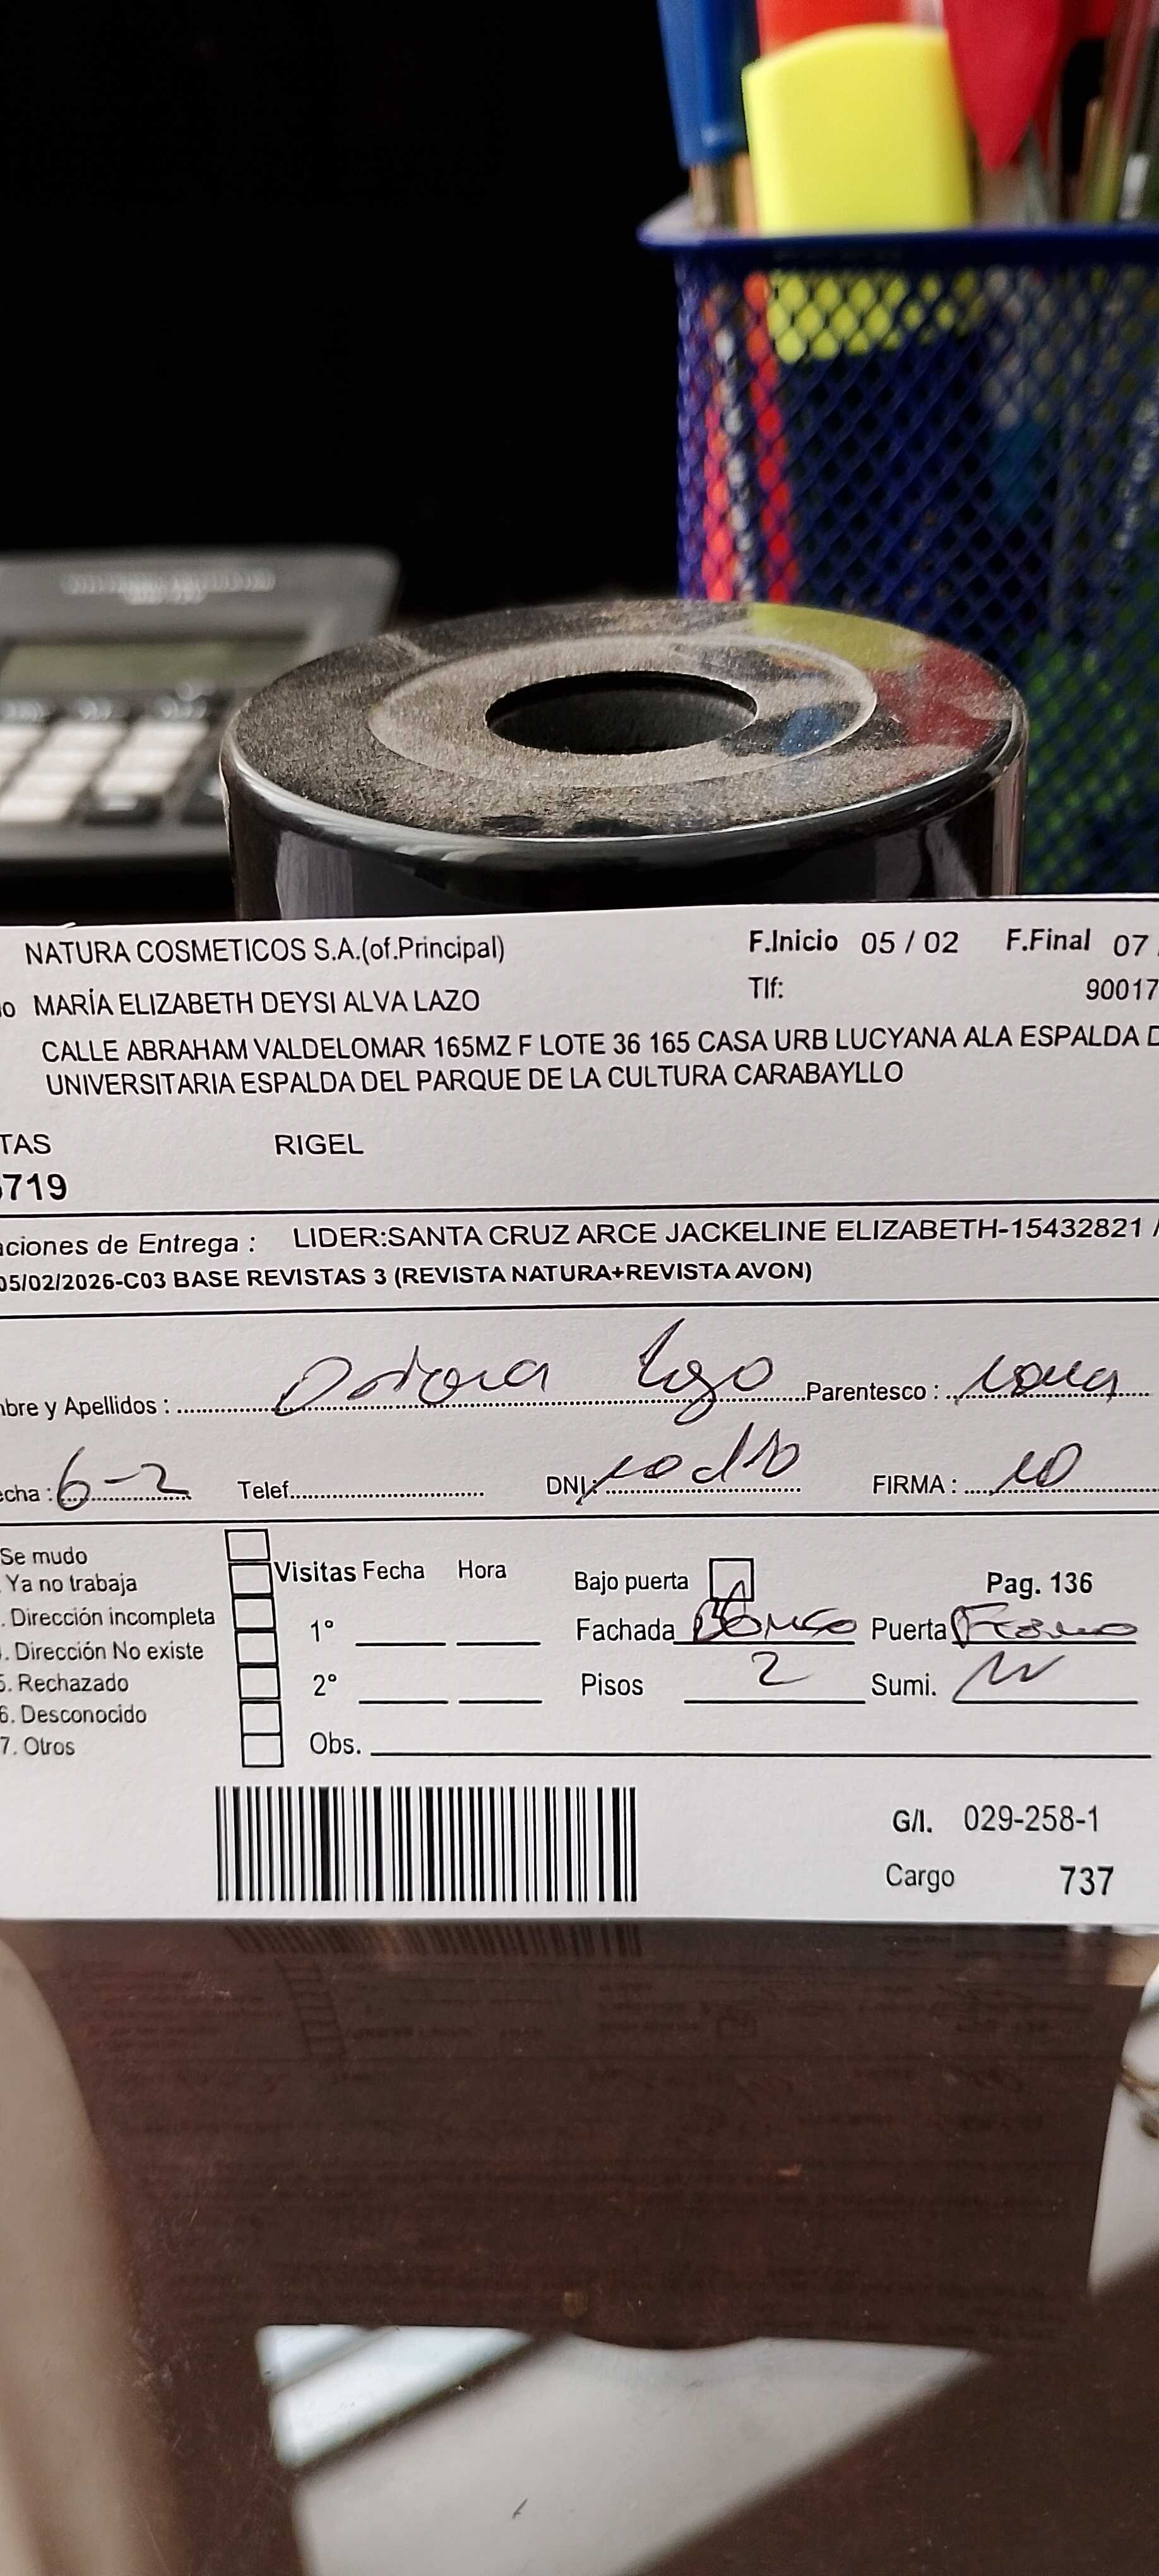 NATURA COSMETICOS S.A.(of.Principal) F.Inicio 05 / 02 F.Final 07
MARÍA ELIZABETH DEYSI ALVA LAZO Tlf: 90017
CALLE ABRAHAM VALDELOMAR 165MZ F LOTE 36 165 CASA URB LUCYANA ALA ESPALDA D
UNIVERSITARIA ESPALDA DEL PARQUE DE LA CULTURA CARABAYLLO
TAS RIGEL
719
aciones de Entrega : LIDER:SANTA CRUZ ARCE JACKELINE ELIZABETH-15432821 /
05/02/2026-C03 BASE REVISTAS 3 (REVISTA NATURA+REVISTA AVON)
bre y Apellidos : Parentesco :
echa : 6-2 Telef. DNI: FIRMA :
Se mudo
Ya no trabaja Visitas Fecha Hora Bajo puerta Pag. 136
. Dirección incompleta 1° Fachada Puerta
. Dirección No existe
5. Rechazado 2° Pisos 2 Sumi.
6. Desconocido
7. Otros Obs.
G/I. 029-258-1
Cargo 737